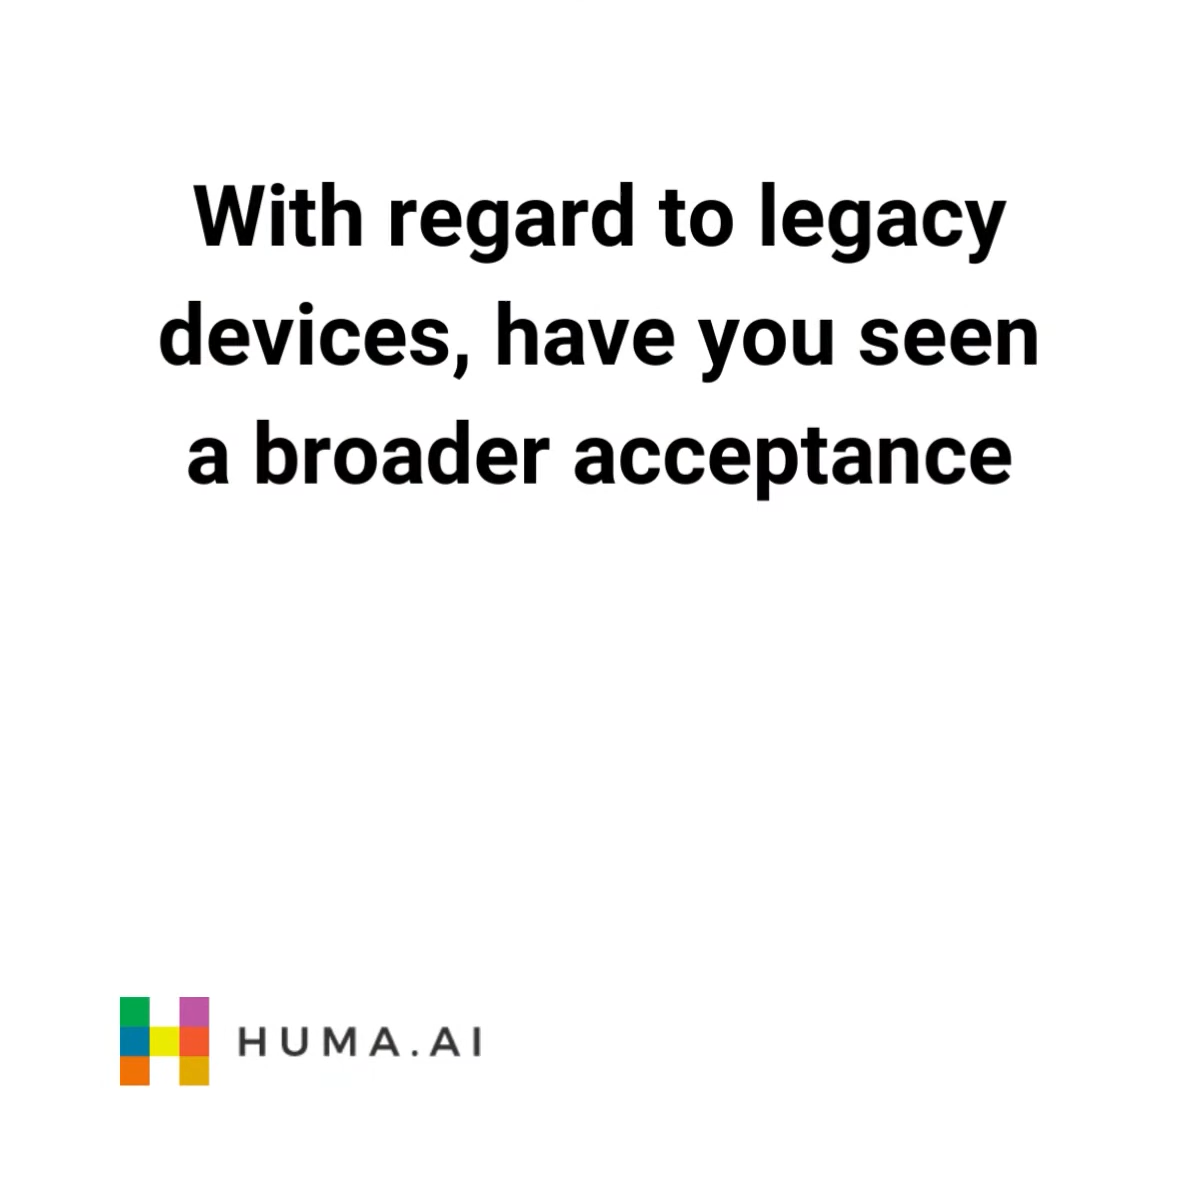 With regard to legacy
devices, have you seen
a broader acceptance
HUMA.AI